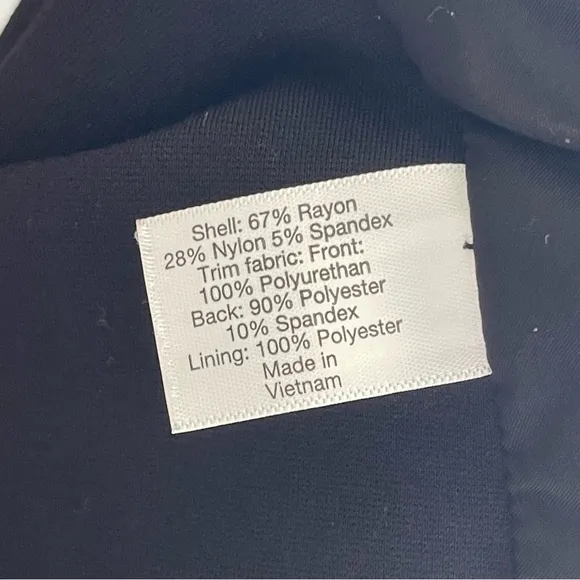 Shell: 67% Rayon
28% Nylon 5% Spandex
Trim fabric: Front:
100% Polyurethan
Back: 90% Polyester
10% Spandex
Lining: 100% Polyester
Made in
Vietnam